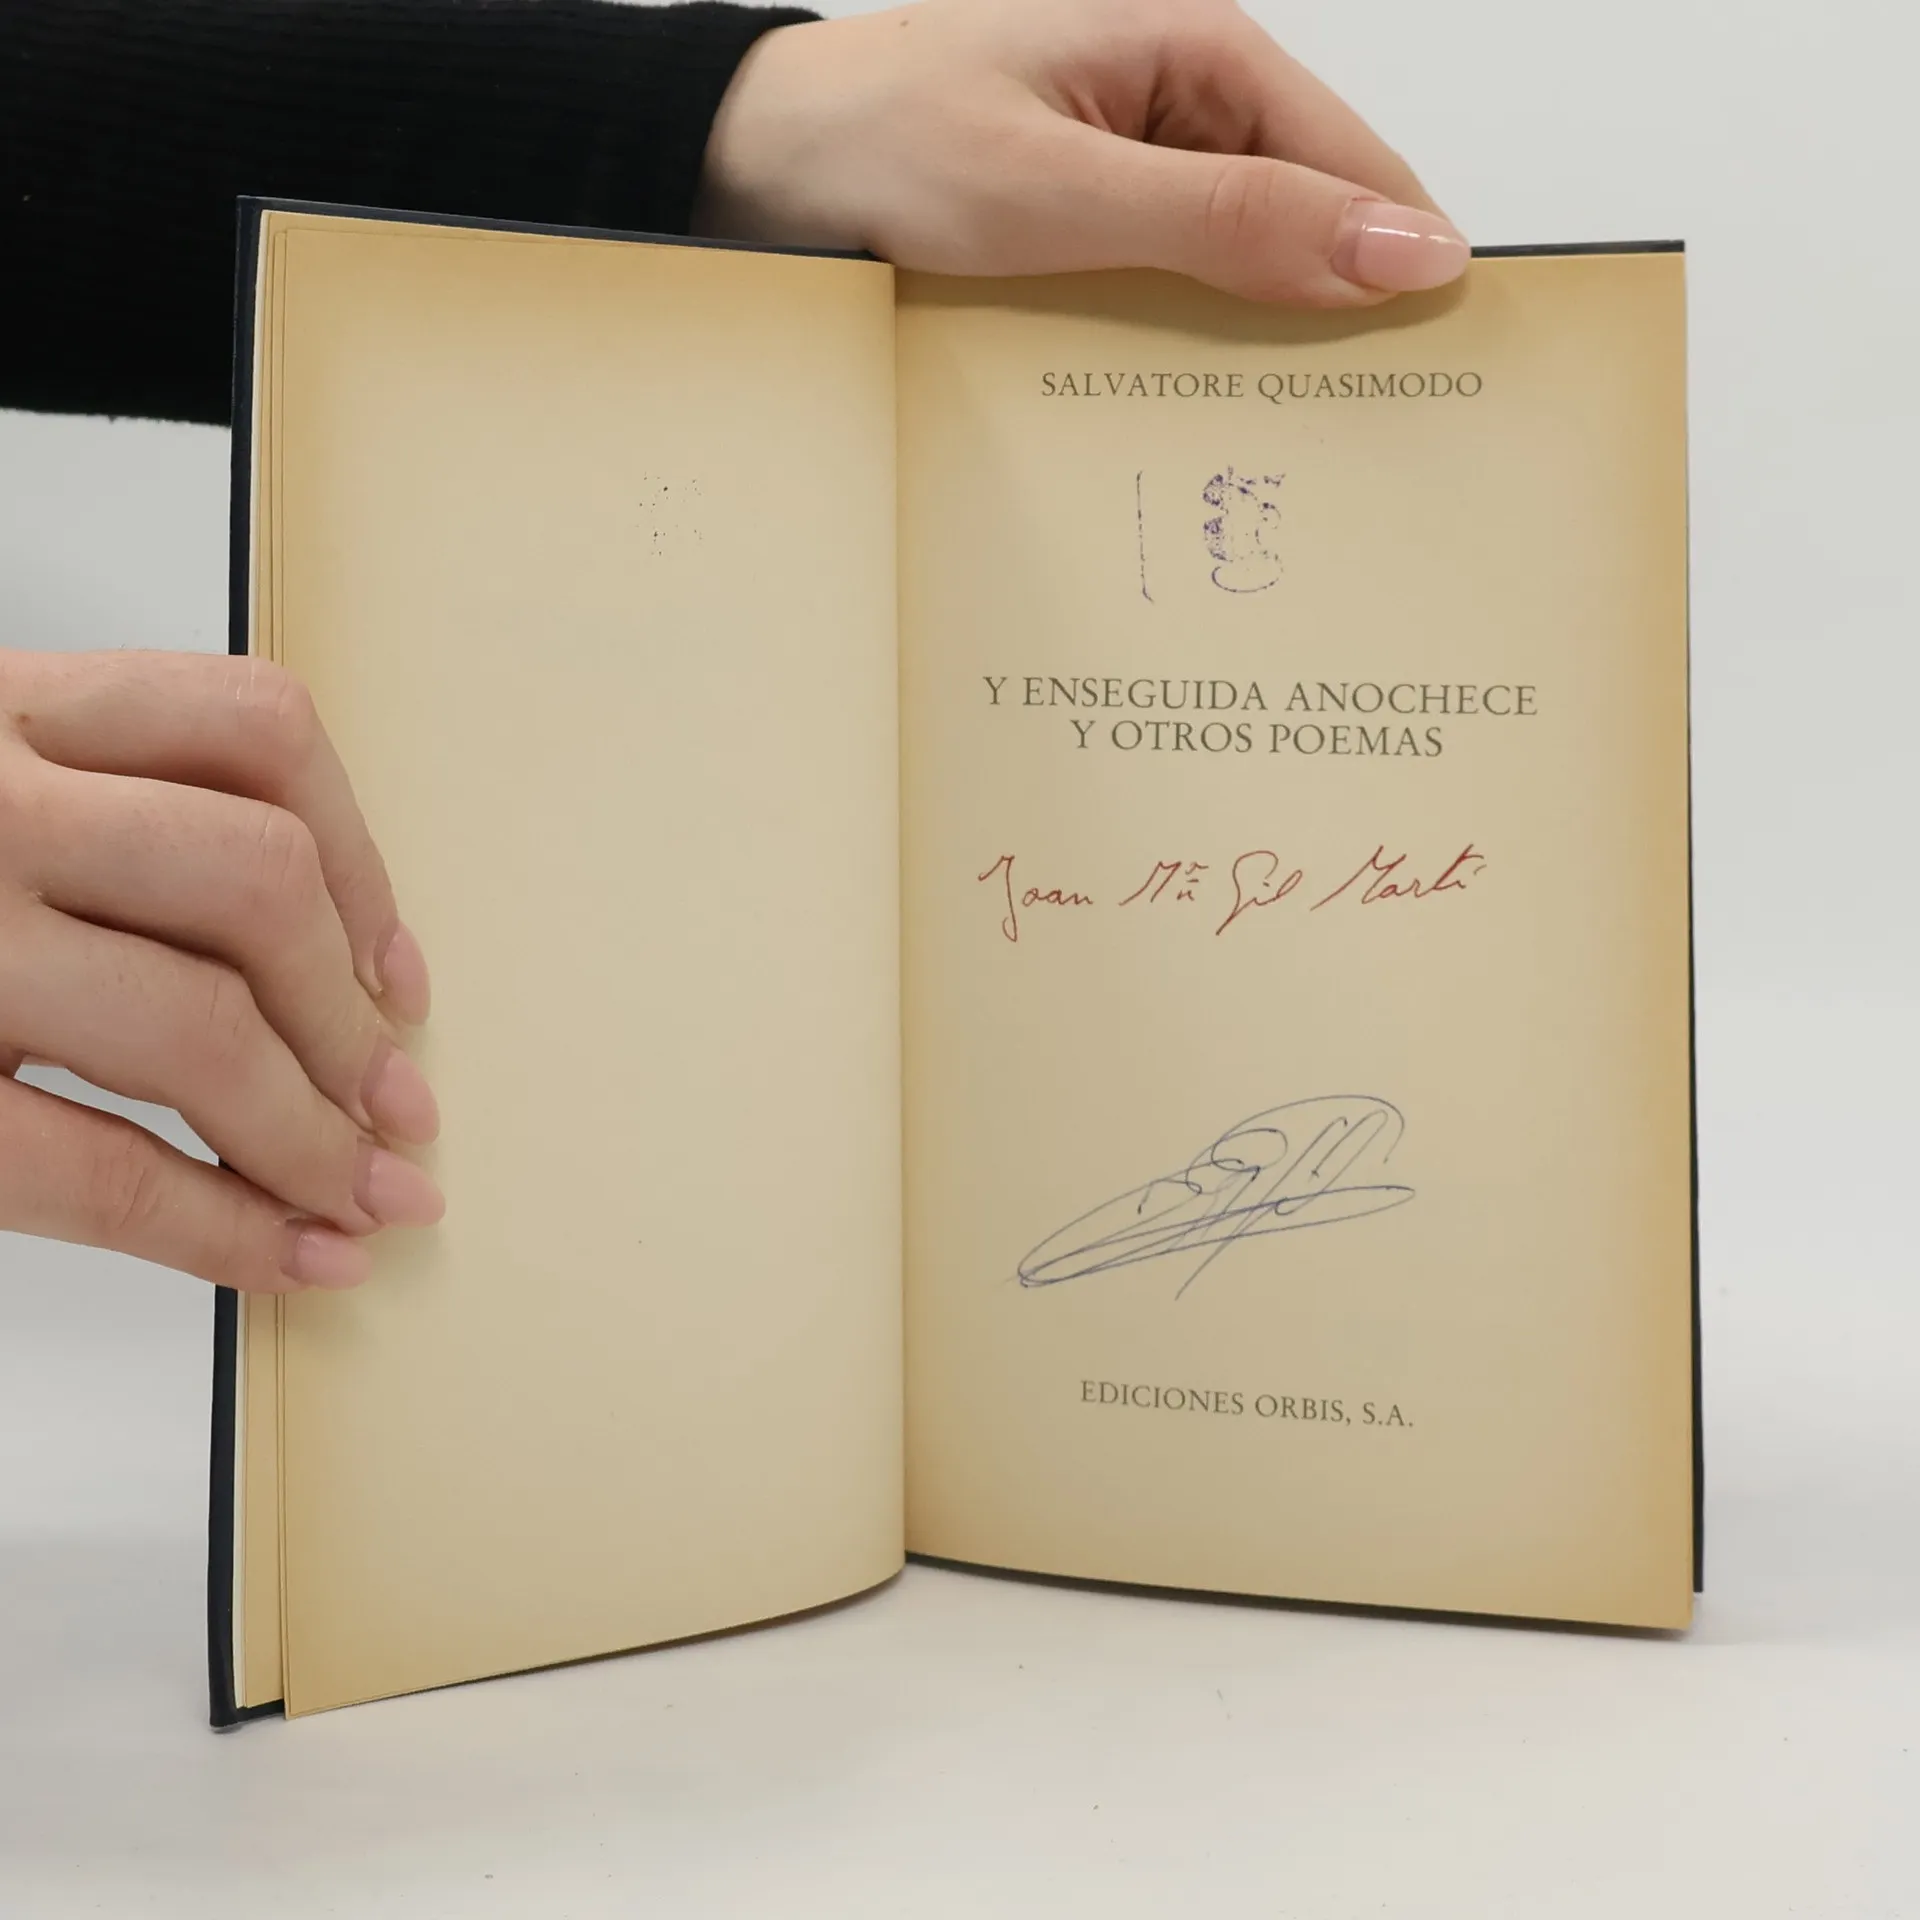 SALVATORE QUASIMODO
Y ENSEGUIDA ANOCHECE
Y OTROS POEMAS
Joan Mª Gil Martí
EDICIONES ORBIS, S.A.